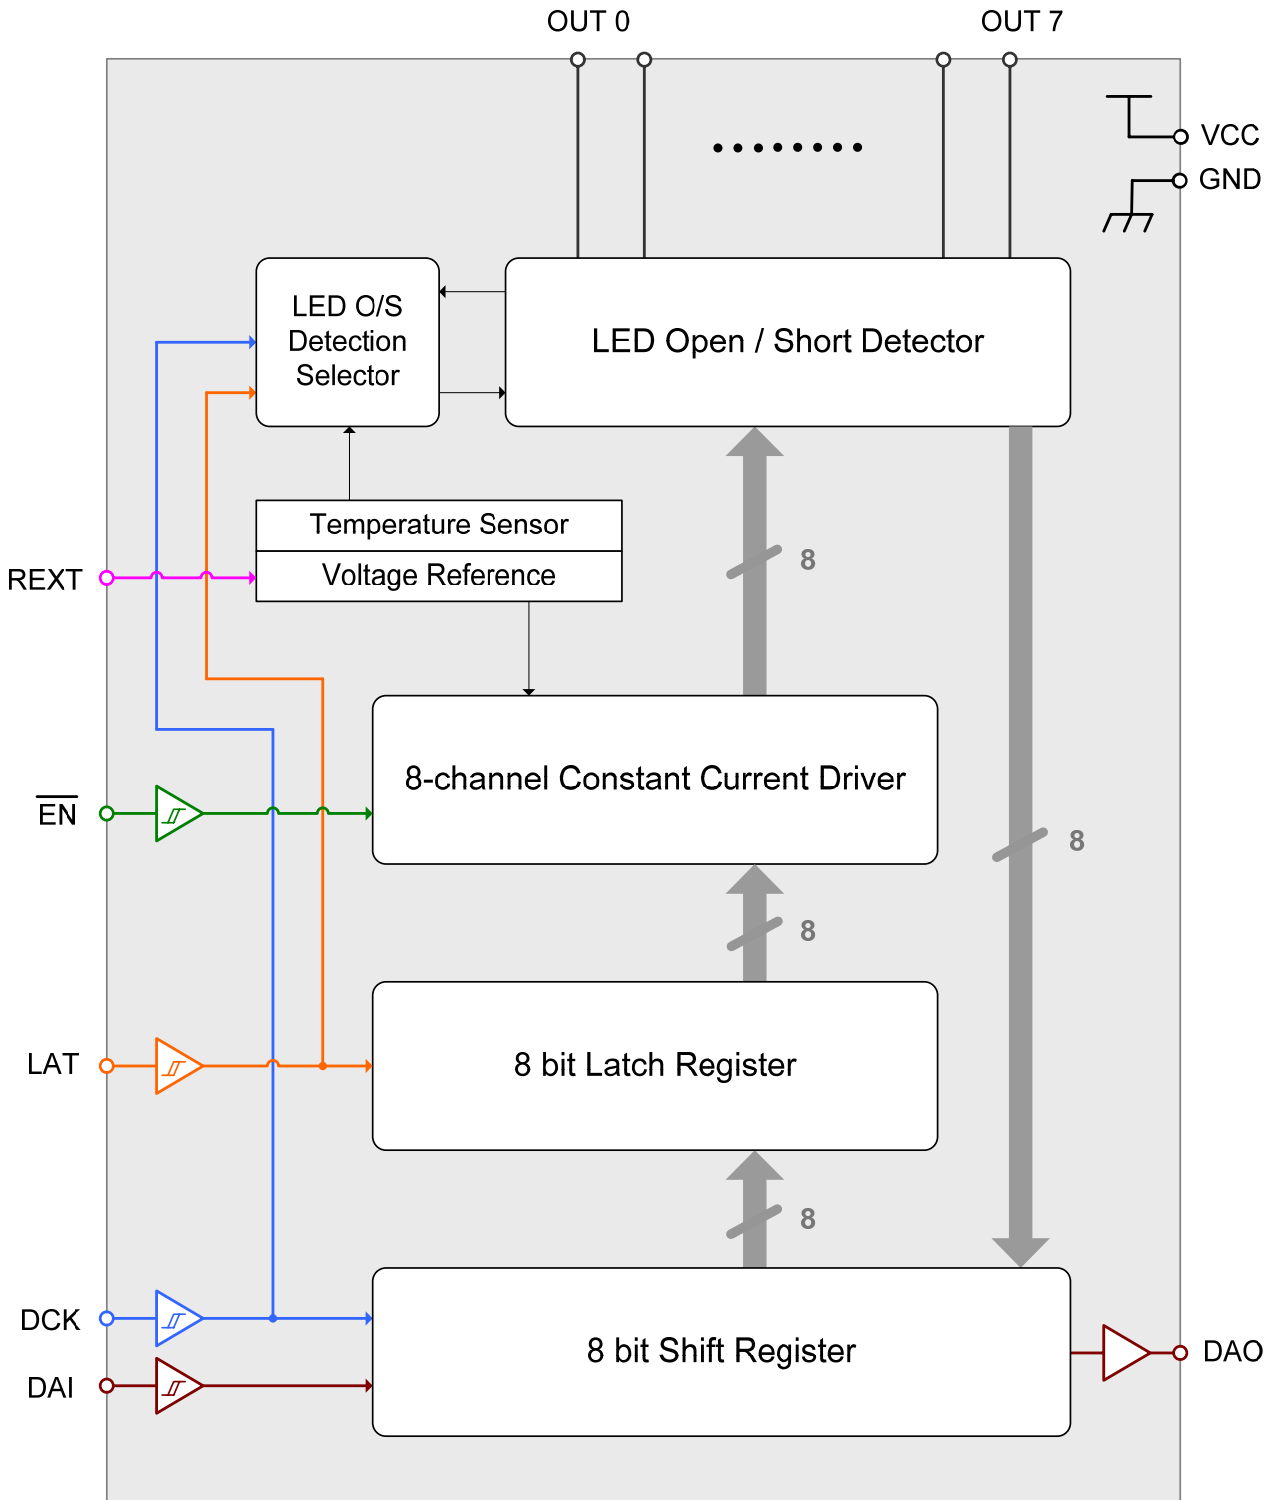 OUT 0
OUT 7
VCC
GND
LED O/S
Detection
Selector
LED Open / Short Detector
Temperature Sensor
Voltage Reference
REXT
8
8-channel Constant Current Driver
EN
8
8
8 bit Latch Register
LAT
8
DCK
8 bit Shift Register
DAI
DAO